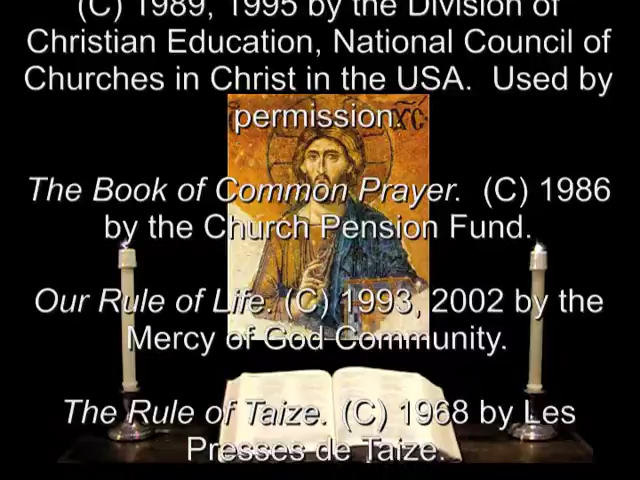 (C) 1989, 1995 by the Division of
Christian Education, National Council of
Churches in Christ in the USA.  Used by
permission.
The Book of Common Prayer.  (C) 1986
by the Church Pension Fund.
Our Rule of Life. (C) 1993, 2002 by the
Mercy of God Community.
The Rule of Taize. (C) 1968 by Les
Presses de Taize.